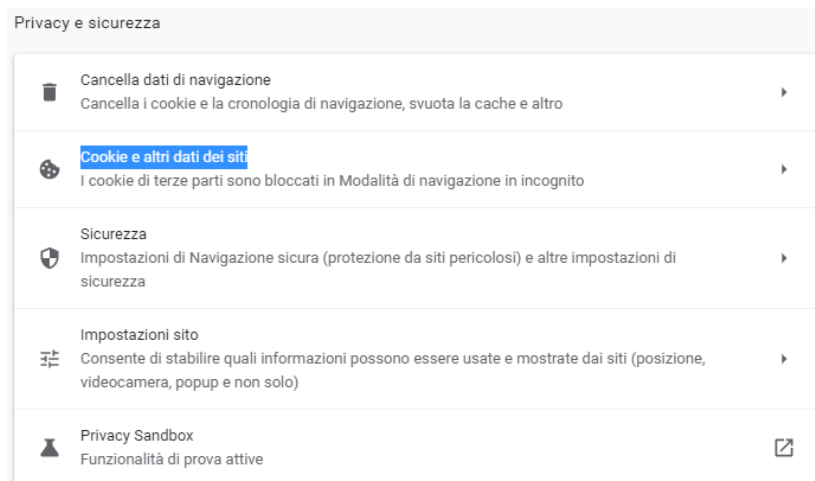 Privacy e sicurezza
Cancella dati di navigazione
Cancella i cookie e la cronologia di navigazione, svuota la cache e altro
Cookie e altri dati dei siti
I cookie di terze parti sono bloccati in Modalità di navigazione in incognito
Sicurezza
Impostazioni di Navigazione sicura (protezione da siti pericolosi) e altre impostazioni di
sicurezza
Impostazioni sito
Consente di stabilire quali informazioni possono essere usate e mostrate dai siti (posizione,
videocamera, popup e non solo)
Privacy Sandbox
Funzionalità di prova attive